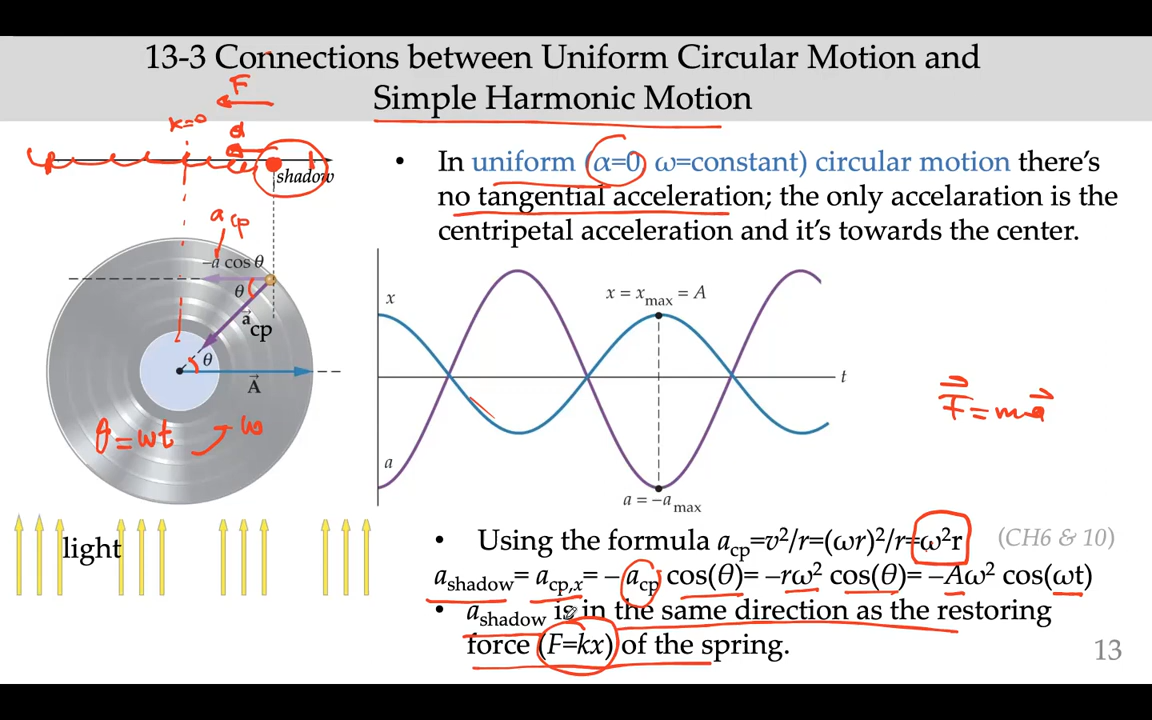 13-3 Connections between Uniform Circular Motion and
Simple Harmonic Motion
F
x=0
a
shadow
a cp
−a cos θ
θ
a⃗cp
θ
A⃗
θ = ωt
ω
light
• In uniform (α=0, ω=constant) circular motion there’s
no tangential acceleration; the only accelaration is the
centripetal acceleration and it’s towards the center.
x
x = xmax = A
t
a
a = −amax
F⃗ = ma⃗
• Using the formula acp=v²/r=(ωr)²/r=ω²r (CH6 & 10)
ashadow= acp,x= − acp cos(θ)= −rω² cos(θ)= −Aω² cos(ωt)
• ashadow is in the same direction as the restoring
force (F=kx) of the spring.
13